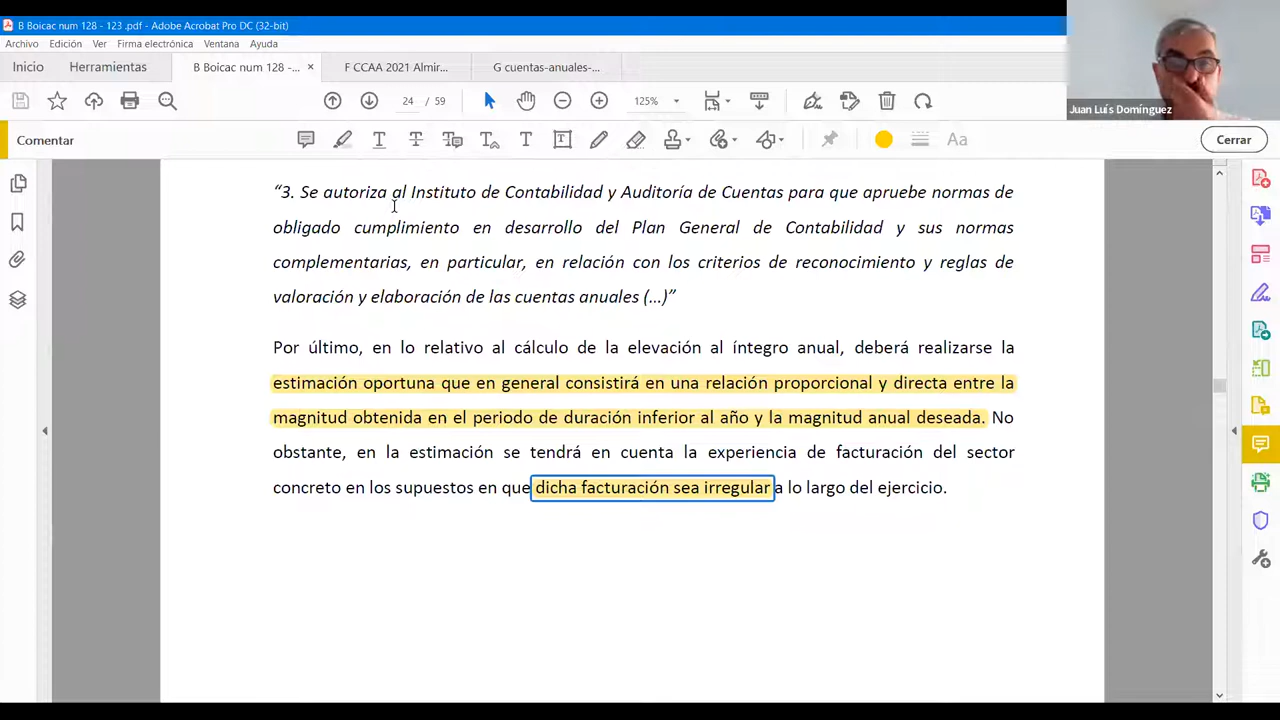 B Boicac num 128 - 123 .pdf - Adobe Acrobat Pro DC (32-bit)
Archivo Edición Ver Firma electrónica Ventana Ayuda
Inicio Herramientas B Boicac num 128 -... × F CCAA 2021 Almir... G cuentas-anuales-...
24 / 59 125%
Juan Luís Domínguez
Comentar Aa Cerrar
“3. Se autoriza al Instituto de Contabilidad y Auditoría de Cuentas para que apruebe normas de
obligado cumplimiento en desarrollo del Plan General de Contabilidad y sus normas
complementarias, en particular, en relación con los criterios de reconocimiento y reglas de
valoración y elaboración de las cuentas anuales (...)”
Por último, en lo relativo al cálculo de la elevación al íntegro anual, deberá realizarse la
estimación oportuna que en general consistirá en una relación proporcional y directa entre la
magnitud obtenida en el periodo de duración inferior al año y la magnitud anual deseada. No
obstante, en la estimación se tendrá en cuenta la experiencia de facturación del sector
concreto en los supuestos en que dicha facturación sea irregular a lo largo del ejercicio.